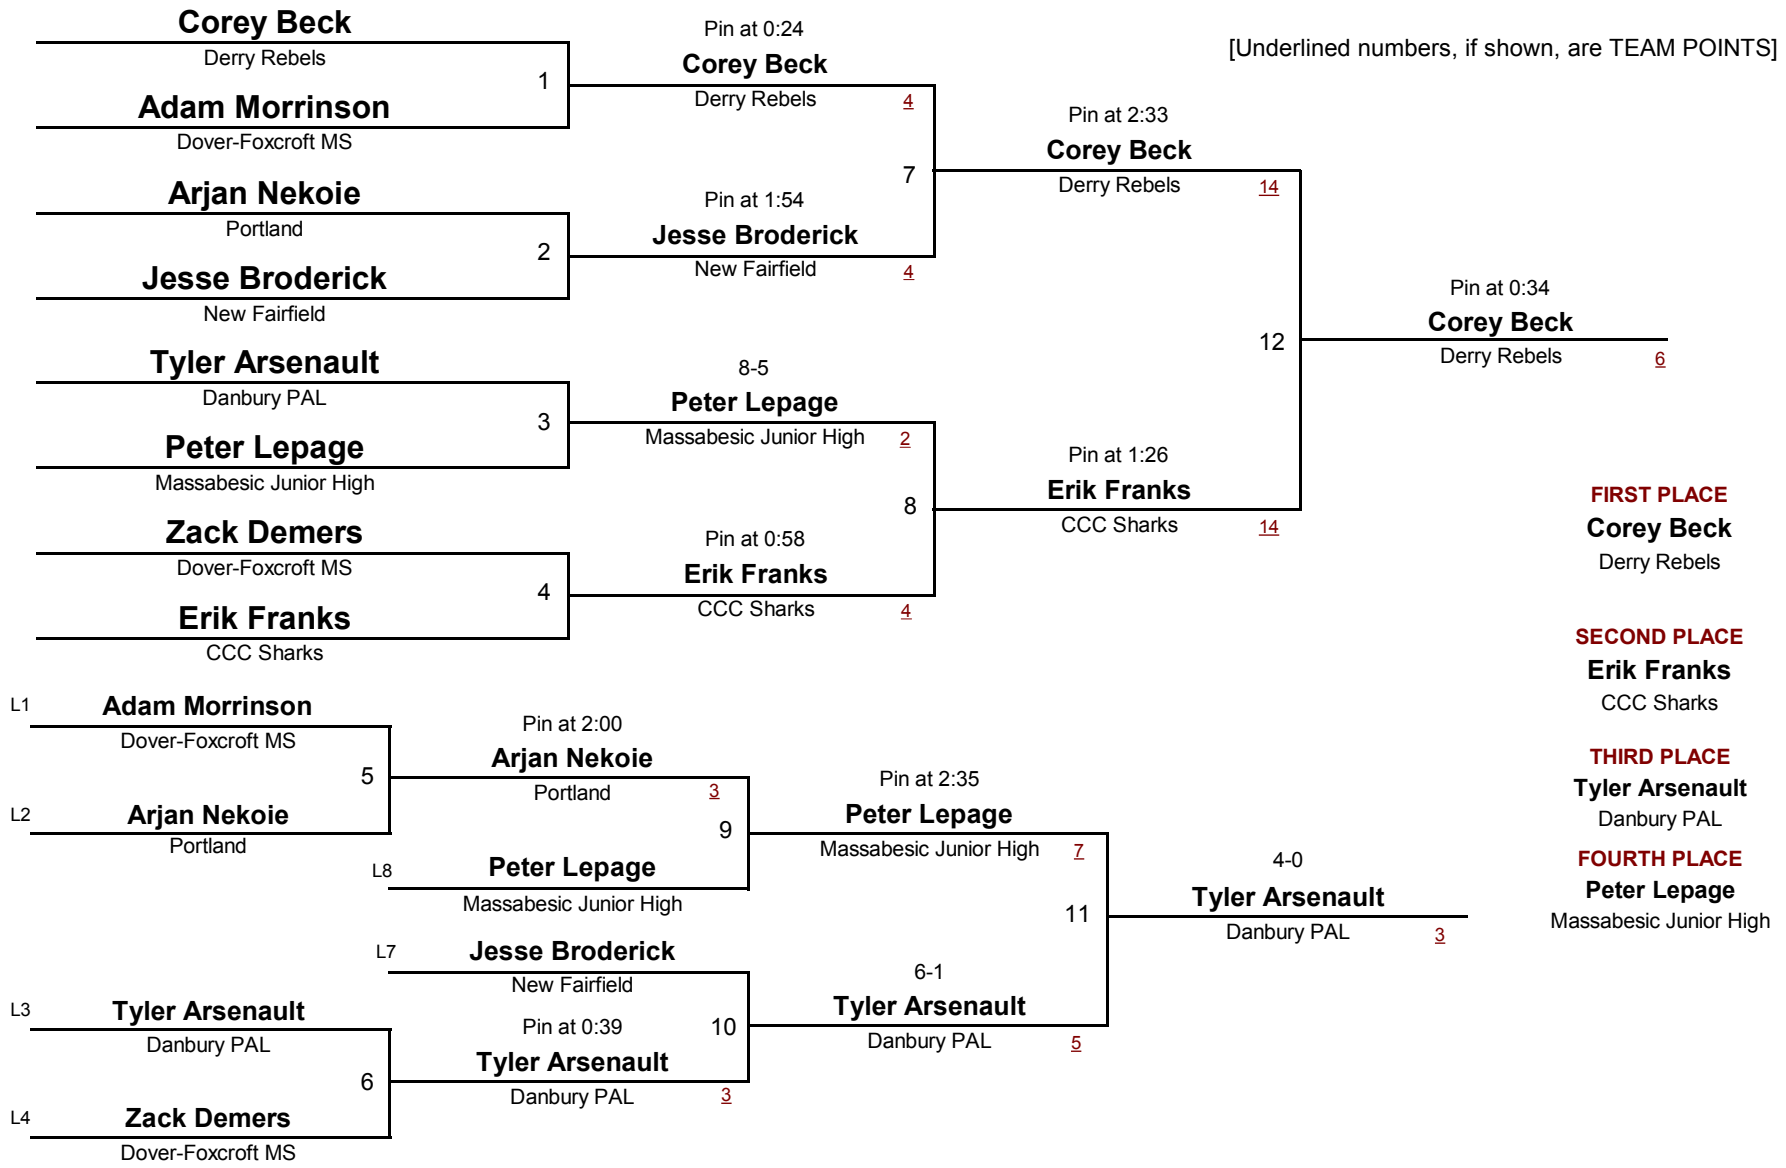 [Underlined numbers, if shown, are TEAM POINTS]
Corey Beck
Derry Rebels
1
Adam Morrinson
Dover-Foxcroft MS
Arjan Nekoie
Portland
2
Jesse Broderick
New Fairfield
Tyler Arsenault
Danbury PAL
3
Peter Lepage
Massabesic Junior High
Zack Demers
Dover-Foxcroft MS
4
Erik Franks
CCC Sharks
Pin at 0:24
Corey Beck
Derry Rebels 4
7
Pin at 1:54
Jesse Broderick
New Fairfield 4
8-5
Peter Lepage
Massabesic Junior High 2
8
Pin at 0:58
Erik Franks
CCC Sharks 4
Pin at 2:33
Corey Beck
Derry Rebels 14
12
Pin at 1:26
Erik Franks
CCC Sharks 14
Pin at 0:34
Corey Beck
Derry Rebels 6
FIRST PLACE
Corey Beck
Derry Rebels
SECOND PLACE
Erik Franks
CCC Sharks
THIRD PLACE
Tyler Arsenault
Danbury PAL
FOURTH PLACE
Peter Lepage
Massabesic Junior High
L1 Adam Morrinson
Dover-Foxcroft MS
5
L2 Arjan Nekoie
Portland
L3 Tyler Arsenault
Danbury PAL
6
L4 Zack Demers
Dover-Foxcroft MS
Pin at 2:00
Arjan Nekoie
Portland 3
9
L8 Peter Lepage
Massabesic Junior High
L7 Jesse Broderick
New Fairfield
10
Pin at 0:39
Tyler Arsenault
Danbury PAL 3
Pin at 2:35
Peter Lepage
Massabesic Junior High 7
11
6-1
Tyler Arsenault
Danbury PAL 5
4-0
Tyler Arsenault
Danbury PAL 3